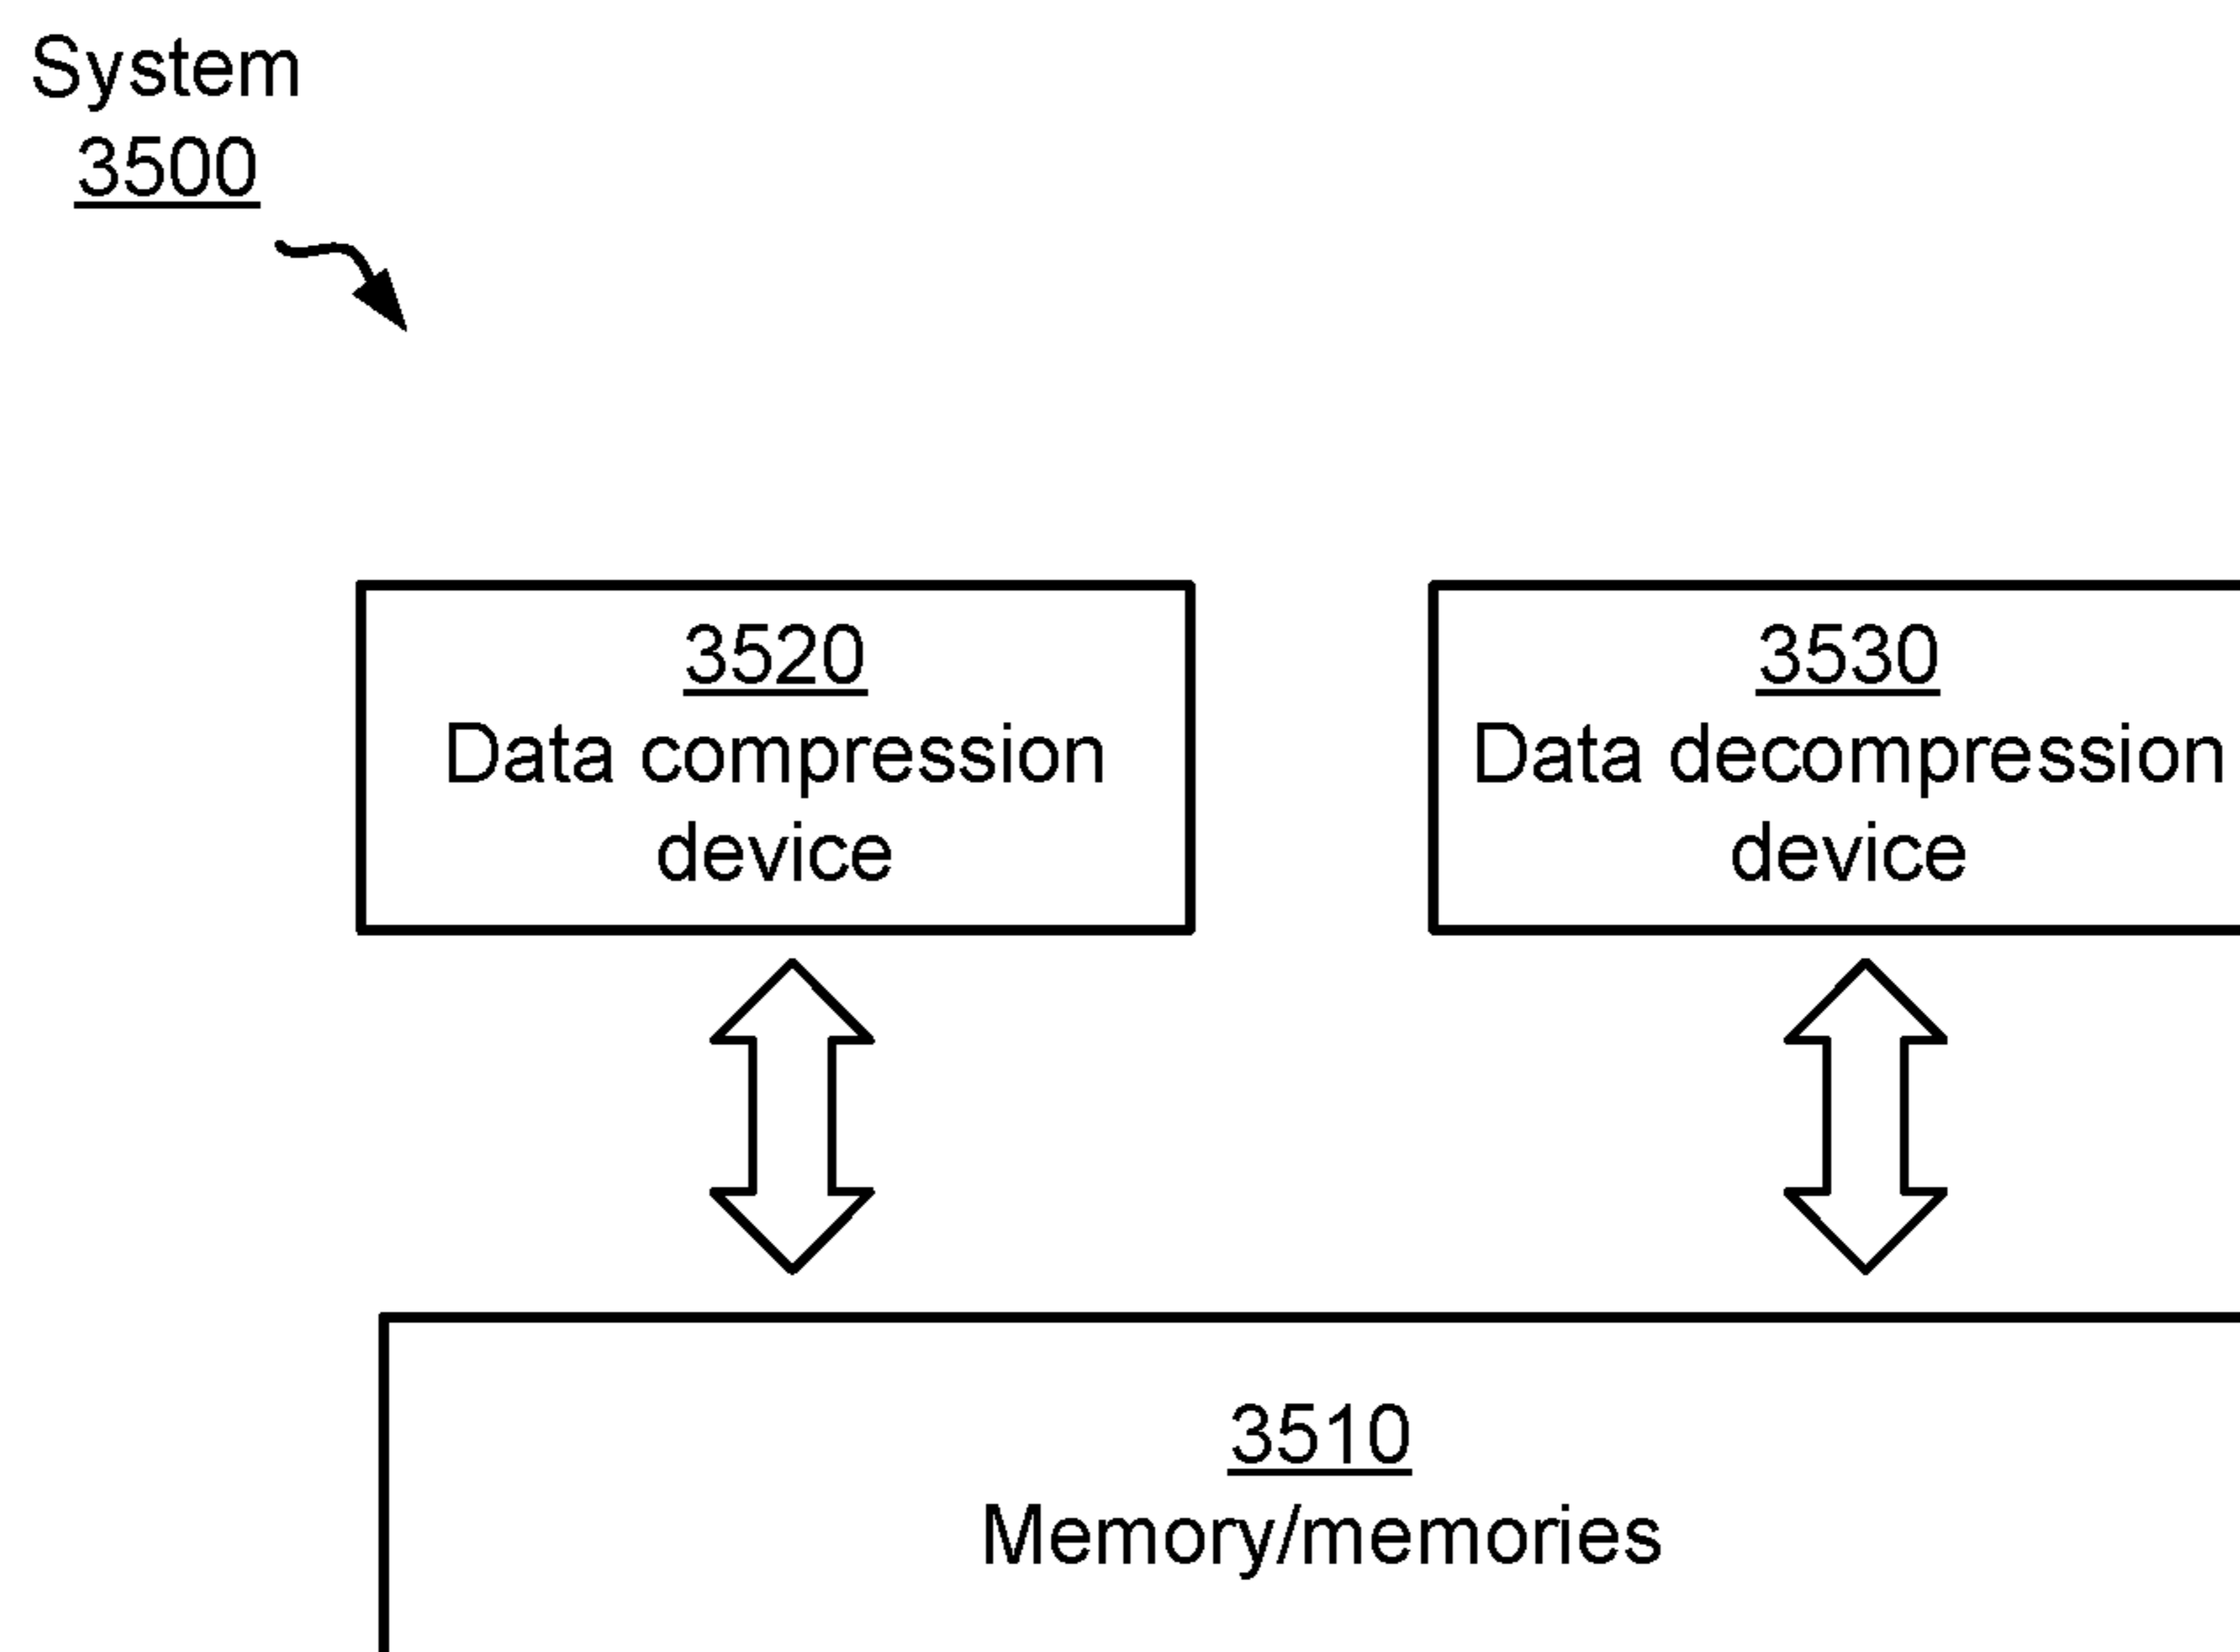 System
3500
3520
Data compression
device
3530
Data decompression
device
3510
Memory/memories